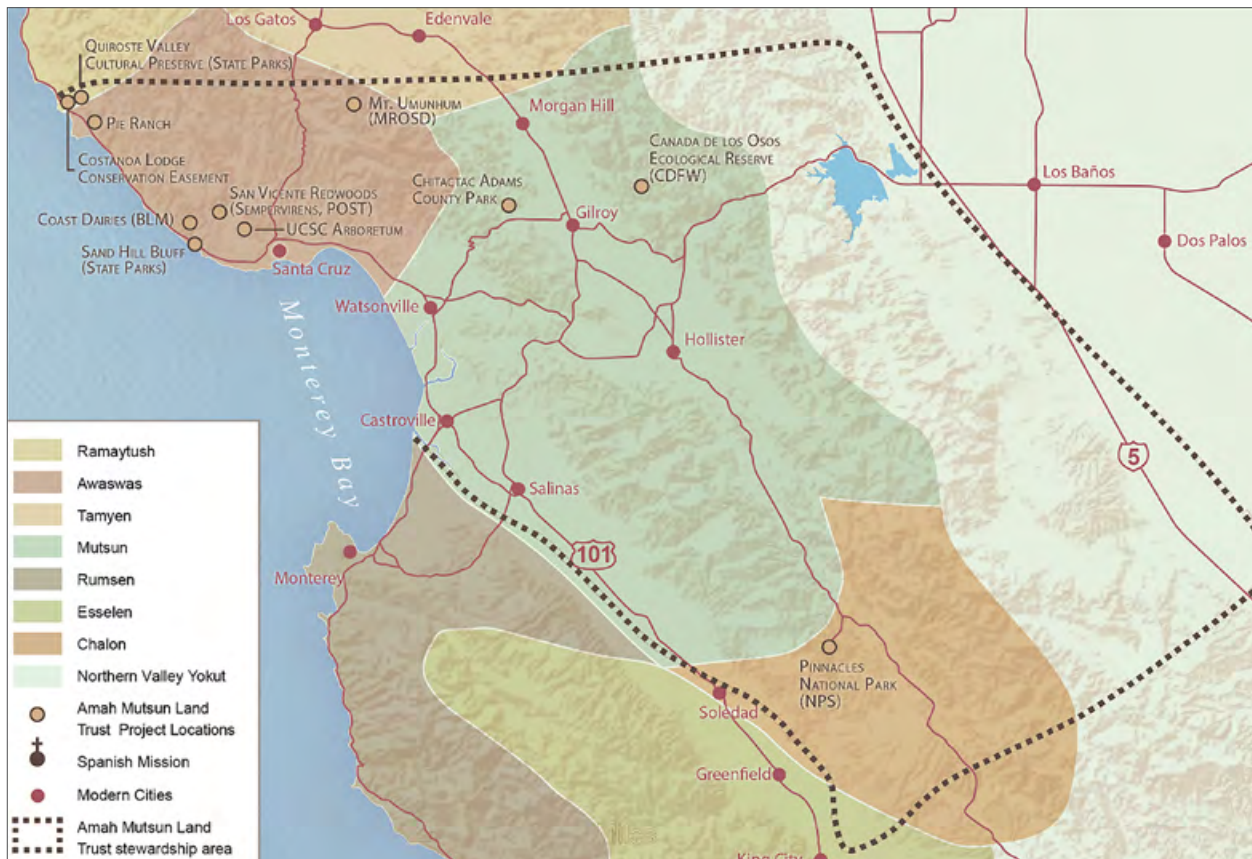 Los Gatos
Edenvale
Quiroste Valley
Cultural Preserve (State Parks)
Mt. Umunhum
(MROSD)
Morgan Hill
Pie Ranch
Canada de los Osos
Ecological Reserve
(CDFW)
Costanoa Lodge
Conservation Easement
Los Baños
San Vicente Redwoods
(Sempervirens, POST)
Chitactac Adams
County Park
Coast Dairies (BLM)
UCSC Arboretum
Gilroy
Dos Palos
Sand Hill Bluff
(State Parks)
Santa Cruz
Watsonville
Monterey Bay
Hollister
Castroville
5
Salinas
101
Monterey
Pinnacles
National Park
(NPS)
Soledad
Greenfield
King City
Ramaytush
Awaswas
Tamyen
Mutsun
Rumsen
Esselen
Chalon
Northern Valley Yokut
Amah Mutsun Land
Trust Project Locations
Spanish Mission
Modern Cities
Amah Mutsun Land
Trust stewardship area